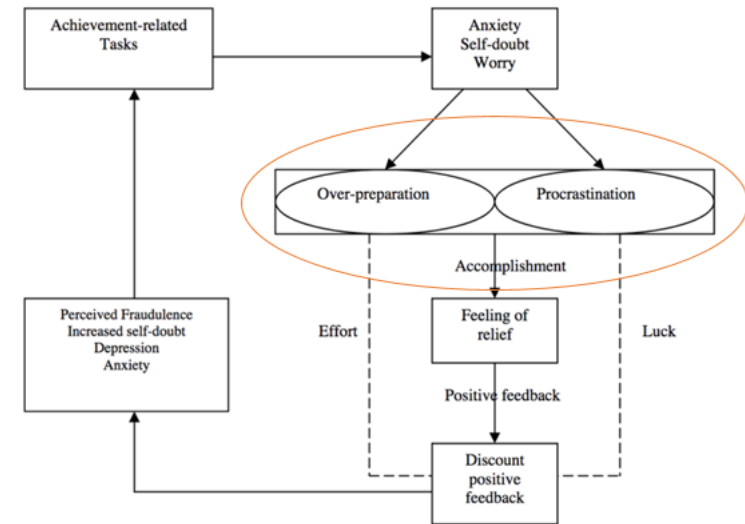 Achievement-related
Tasks
Anxiety
Self-doubt
Worry
Over-preparation
Procrastination
Accomplishment
Perceived Fraudulence
Increased self-doubt
Depression
Anxiety
Effort
Feeling of
relief
Luck
Positive feedback
Discount
positive
feedback